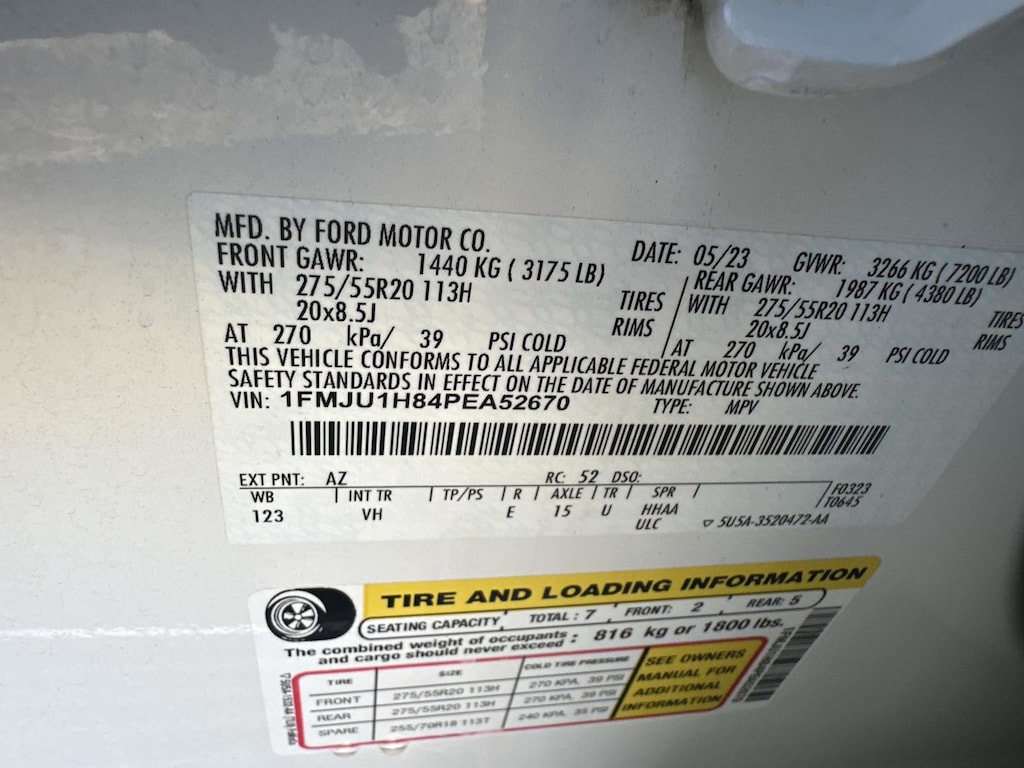 MFD. BY FORD MOTOR CO.
DATE: 05/23 GVWR: 3266 KG ( 7200 LB)
FRONT GAWR: 1440 KG ( 3175 LB)
REAR GAWR: 1987 KG ( 4380 LB)
WITH 275/55R20 113H TIRES
WITH 275/55R20 113H TIRES
20x8.5J RIMS
20x8.5J RIMS
AT 270 kPa/ 39 PSI COLD
AT 270 kPa/ 39 PSI COLD
THIS VEHICLE CONFORMS TO ALL APPLICABLE FEDERAL MOTOR VEHICLE
SAFETY STANDARDS IN EFFECT ON THE DATE OF MANUFACTURE SHOWN ABOVE.
VIN: 1FMJU1H84PEA52670 TYPE: MPV
EXT PNT: AZ RC: 52 DSO:
WB | INT TR | TP/PS | R | AXLE | TR | SPR | F0323
123 VH E 15 U HHAA T0645
ULC ▽ 5U5A-3520472-AA
TIRE AND LOADING INFORMATION
SEATING CAPACITY TOTAL : 7 FRONT: 2 REAR: 5
The combined weight of occupants and cargo should never exceed : 816 kg or 1800 lbs.
TIRE SIZE COLD TIRE PRESSURE
FRONT 275/55R20 113H 270 KPA, 39 PSI
REAR 275/55R20 113H 270 KPA, 39 PSI
SPARE 255/70R18 113T 240 KPA, 35 PSI
SEE OWNERS
MANUAL FOR
ADDITIONAL
INFORMATION